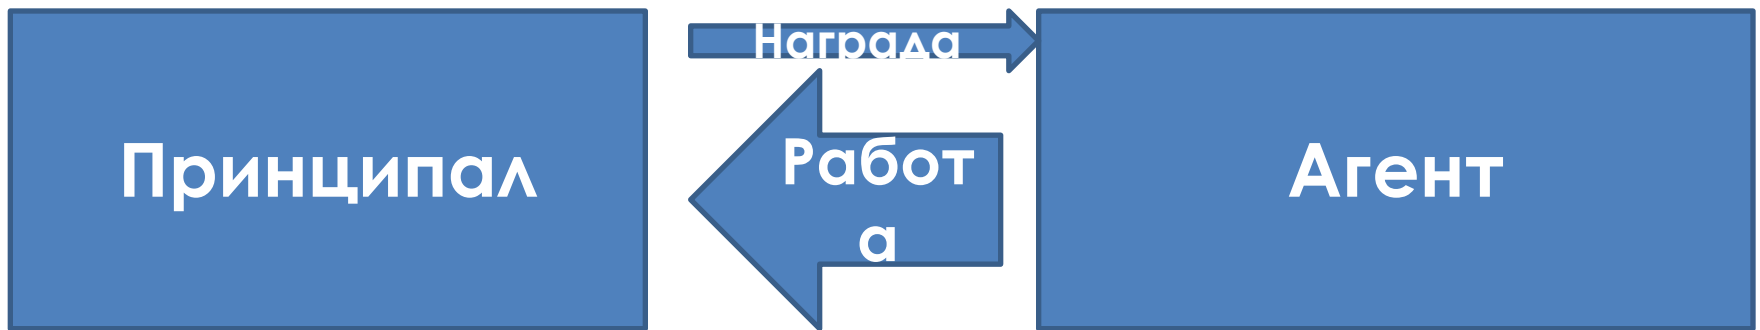 Принципал
Награда
Работ
а
Агент